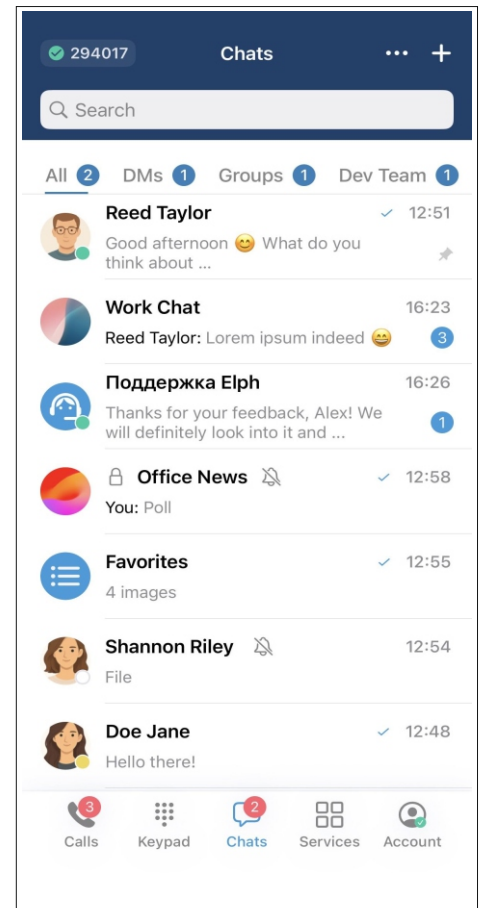 294017
Chats
Search
All 2 DMs 1 Groups 1 Dev Team 1
Reed Taylor 12:51
Good afternoon 😊 What do you
think about ...
Work Chat 16:23
Reed Taylor: Lorem ipsum indeed 😄 3
Поддержка Elph 16:26
Thanks for your feedback, Alex! We
will definitely look into it and ... 1
Office News 12:58
You: Poll
Favorites 12:55
4 images
Shannon Riley 12:54
File
Doe Jane 12:48
Hello there!
3 2
Calls Keypad Chats Services Account